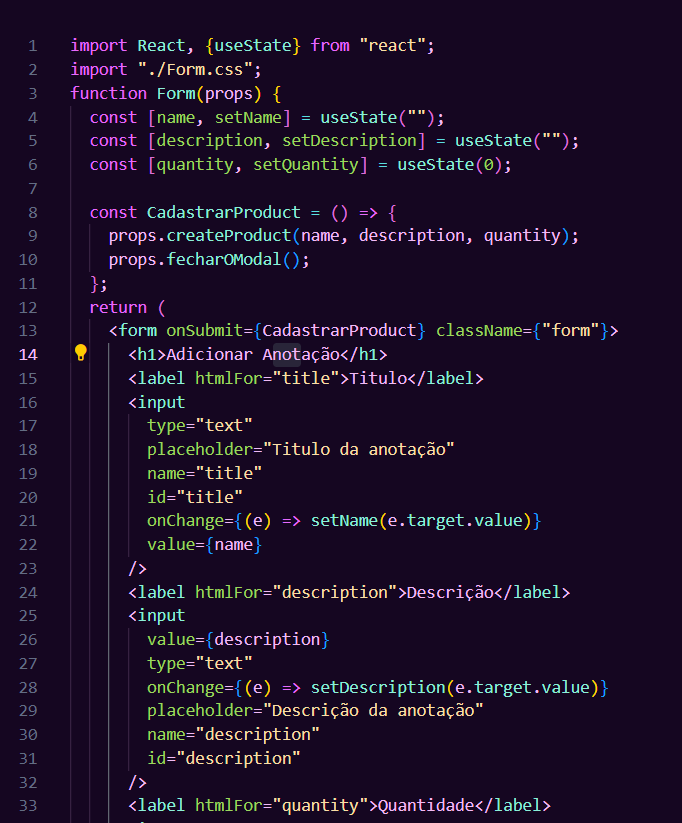 1 import React, {useState} from "react";
2 import "./Form.css";
3 function Form(props) {
4 const [name, setName] = useState("");
5 const [description, setDescription] = useState("");
6 const [quantity, setQuantity] = useState(0);
7
8 const CadastrarProduct = () => {
9 props.createProduct(name, description, quantity);
10 props.fecharOModal();
11 };
12 return (
13 <form onSubmit={CadastrarProduct} className={"form"}>
14 <h1>Adicionar Anotação</h1>
15 <label htmlFor="title">Titulo</label>
16 <input
17 type="text"
18 placeholder="Titulo da anotação"
19 name="title"
20 id="title"
21 onChange={(e) => setName(e.target.value)}
22 value={name}
23 />
24 <label htmlFor="description">Descrição</label>
25 <input
26 value={description}
27 type="text"
28 onChange={(e) => setDescription(e.target.value)}
29 placeholder="Descrição da anotação"
30 name="description"
31 id="description"
32 />
33 <label htmlFor="quantity">Quantidade</label>